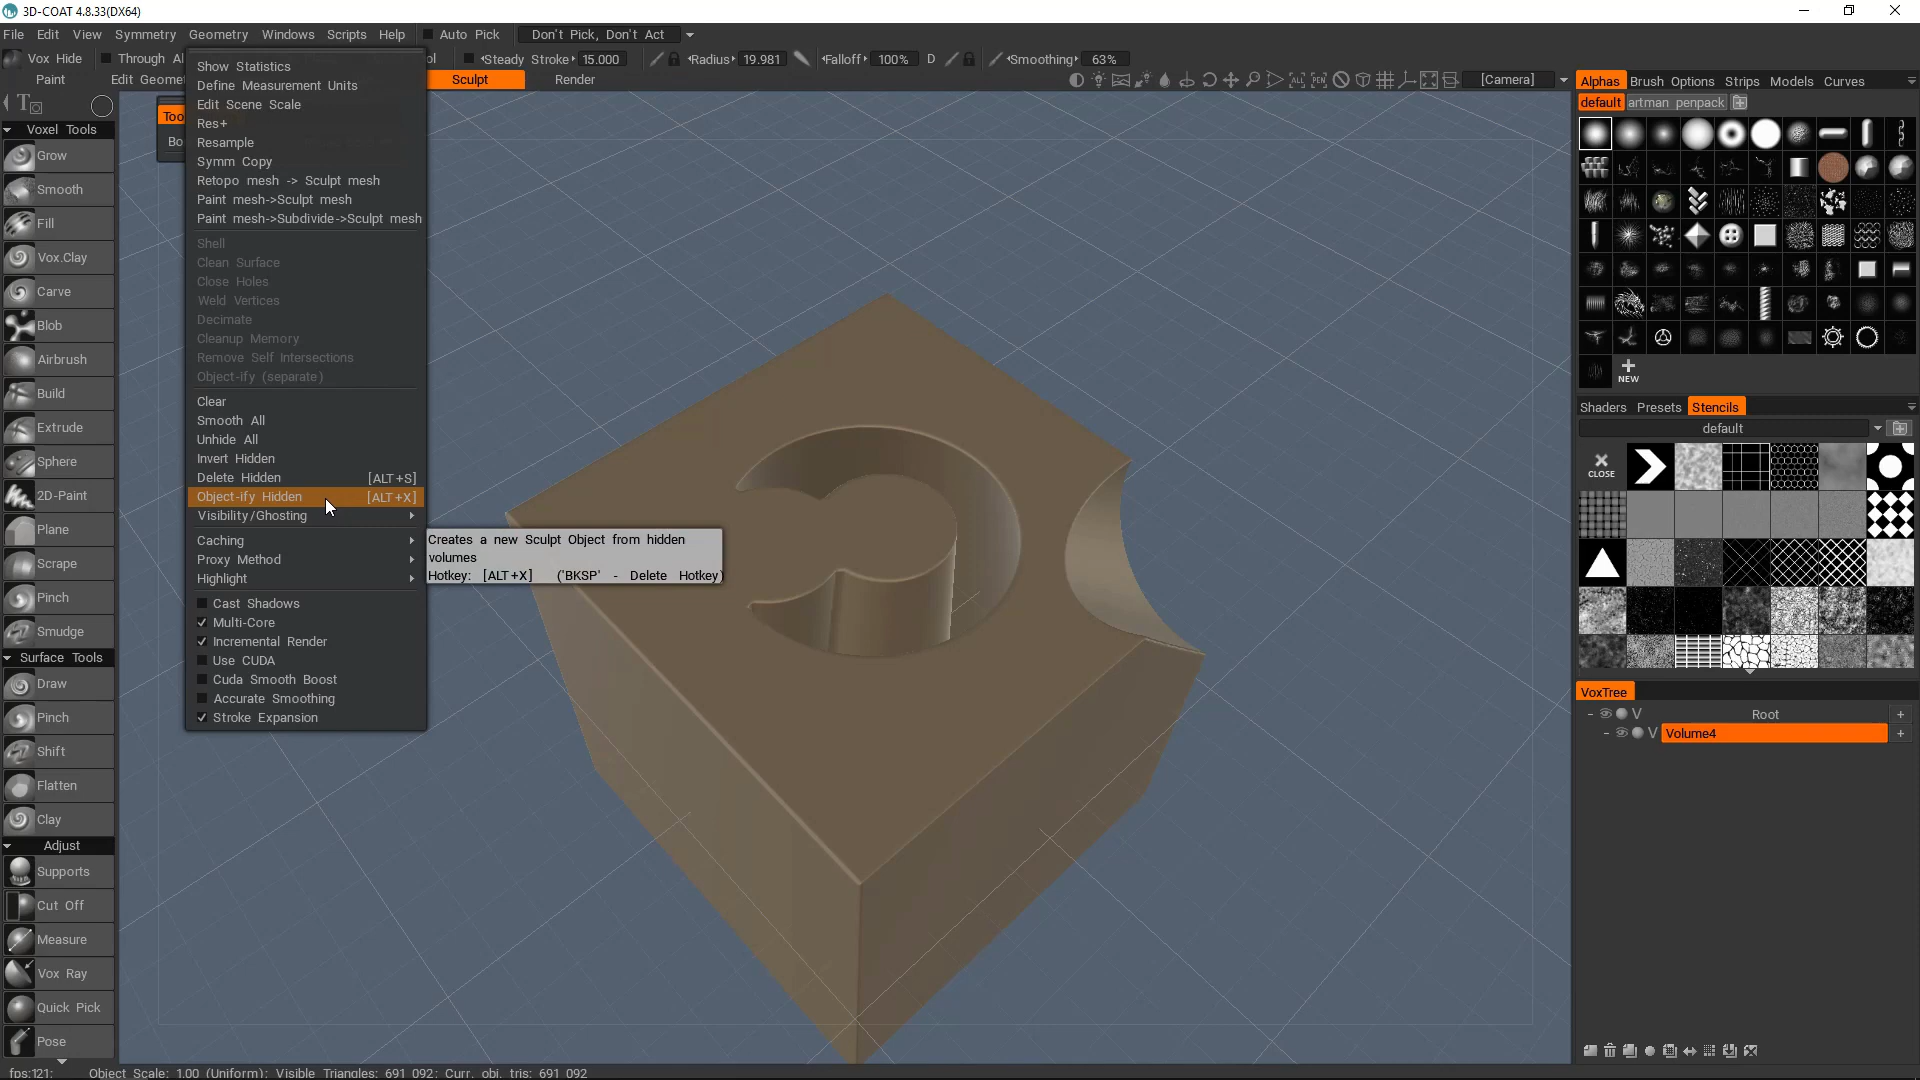 3D-COAT 4.8.33(DX64)
File Edit View Symmetry Geometry Windows Scripts Help Auto Pick Don't Pick, Don't Act
Vox Hide Through Al ol Steady Stroke 15.000 Radius 19.981 Falloff 100% D Smoothing 63%
Paint Edit Geomet Sculpt Render [Camera]
Voxel Tools
Grow
Smooth
Fill
Vox.Clay
Carve
Blob
Airbrush
Build
Extrude
Sphere
2D-Paint
Plane
Scrape
Pinch
Smudge
Surface Tools
Draw
Pinch
Shift
Flatten
Clay
Adjust
Supports
Cut Off
Measure
Vox Ray
Quick Pick
Pose
Too
Bo
Show Statistics
Define Measurement Units
Edit Scene Scale
Res+
Resample
Symm Copy
Retopo mesh -> Sculpt mesh
Paint mesh->Sculpt mesh
Paint mesh->Subdivide->Sculpt mesh
Shell
Clean Surface
Close Holes
Weld Vertices
Decimate
Cleanup Memory
Remove Self Intersections
Object-ify (separate)
Clear
Smooth All
Unhide All
Invert Hidden
Delete Hidden [ALT+S]
Object-ify Hidden [ALT+X]
Visibility/Ghosting
Caching
Proxy Method
Highlight
Cast Shadows
Multi-Core
Incremental Render
Use CUDA
Cuda Smooth Boost
Accurate Smoothing
Stroke Expansion
Creates a new Sculpt Object from hidden
volumes
Hotkey: [ALT+X] ('BKSP' - Delete Hotkey)
Alphas Brush Options Strips Models Curves
default artman penpack
NEW
Shaders Presets Stencils
default
CLOSE
VoxTree
- V Root +
- V Volume4 +
fps:121; Object Scale: 1.00 (Uniform); Visible Triangles: 691 092; Curr. obj. tris: 691 092